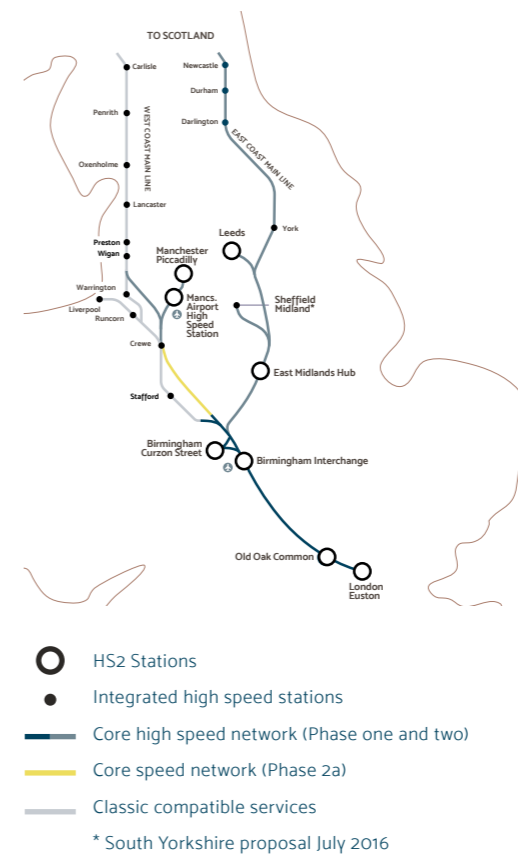 TO SCOTLAND
Carlisle
Newcastle
Durham
Penrith
Darlington
WEST COAST MAIN LINE
EAST COAST MAIN LINE
Oxenholme
Lancaster
York
Leeds
Preston
Wigan
Manchester
Piccadilly
Warrington
Mancs.
Airport
High
Speed
Station
Sheffield
Midland*
Liverpool
Runcorn
Crewe
East Midlands Hub
Stafford
Birmingham
Curzon Street
Birmingham Interchange
Old Oak Common
London
Euston
HS2 Stations
Integrated high speed stations
Core high speed network (Phase one and two)
Core speed network (Phase 2a)
Classic compatible services
* South Yorkshire proposal July 2016